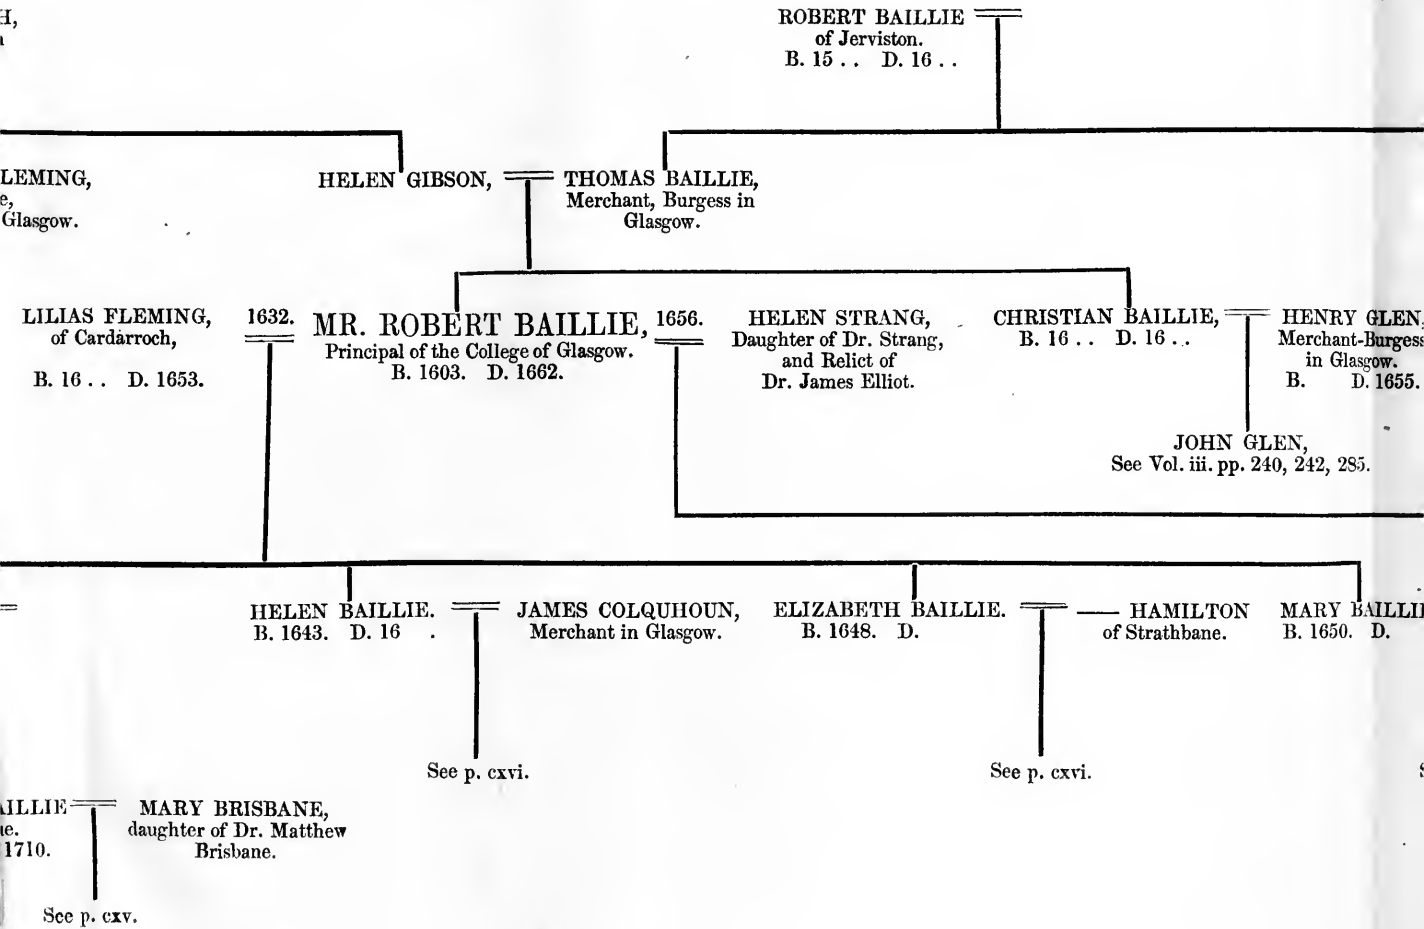 ROBERT BAILLIE
of Jerviston.
B. 15 . . D. 16 . .
LEMING,
e,
Glasgow.
HELEN GIBSON,
THOMAS BAILLIE,
Merchant, Burgess in
Glasgow.
LILIAS FLEMING,
of Cardarroch,
B. 16 . . D. 1653.
1632.
MR. ROBERT BAILLIE,
Principal of the College of Glasgow.
B. 1603. D. 1662.
1656.
HELEN STRANG,
Daughter of Dr. Strang,
and Relict of
Dr. James Elliot.
CHRISTIAN BAILLIE,
B. 16 . . D. 16 . .
HENRY GLEN,
Merchant-Burgess
in Glasgow.
B. D. 1655.
JOHN GLEN,
See Vol. iii. pp. 240, 242, 285.
HELEN BAILLIE.
B. 1643. D. 16 .
JAMES COLQUHOUN,
Merchant in Glasgow.
ELIZABETH BAILLIE.
B. 1648. D.
—— HAMILTON
of Strathbane.
MARY BAILLIE
B. 1650. D.
See p. cxvi.
See p. cxvi.
AILLIE
ne.
1710.
MARY BRISBANE,
daughter of Dr. Matthew
Brisbane.
See p. cxv.